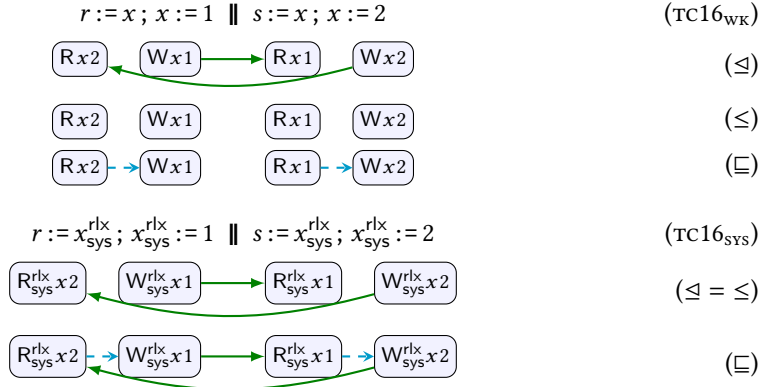 r := x ; x := 1 ⫼ s := x ; x := 2 (TC16WK)
Rx2 Wx1 Rx1 Wx2 (⊴)
Rx2 Wx1 Rx1 Wx2 (≤)
Rx2 Wx1 Rx1 Wx2 (⊑)
r := x^rlx_sys ; x^rlx_sys := 1 ⫼ s := x^rlx_sys ; x^rlx_sys := 2 (TC16SYS)
R^rlx_sys x2 W^rlx_sys x1 R^rlx_sys x1 W^rlx_sys x2 (⊴ = ≤)
R^rlx_sys x2 W^rlx_sys x1 R^rlx_sys x1 W^rlx_sys x2 (⊑)